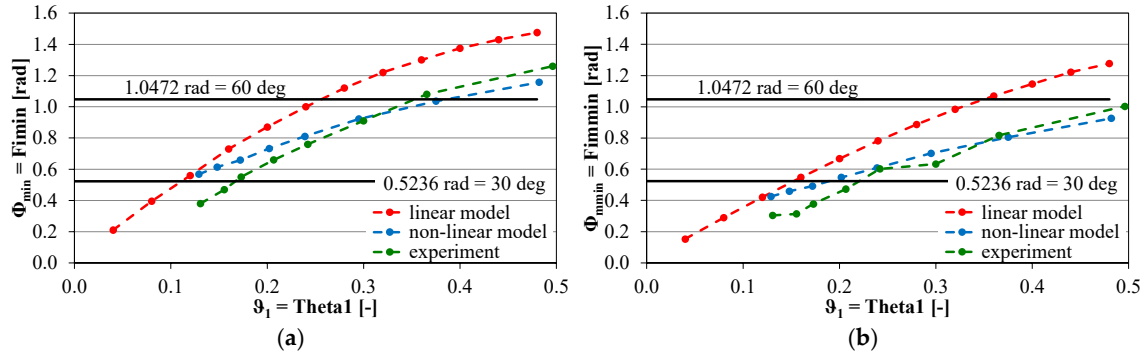 1.6
1.4
1.2
1.0
0.8
0.6
0.4
0.2
0.0
Φmin = Fimin [rad]
1.0472 rad = 60 deg
0.5236 rad = 30 deg
linear model
non-linear model
experiment
0.0 0.1 0.2 0.3 0.4 0.5
ϑ1 = Theta1 [-]
(a)
1.6
1.4
1.2
1.0
0.8
0.6
0.4
0.2
0.0
Φmmin = Fimmin [rad]
1.0472 rad = 60 deg
0.5236 rad = 30 deg
linear model
non-linear model
experiment
0.0 0.1 0.2 0.3 0.4 0.5
ϑ1 = Theta1 [-]
(b)